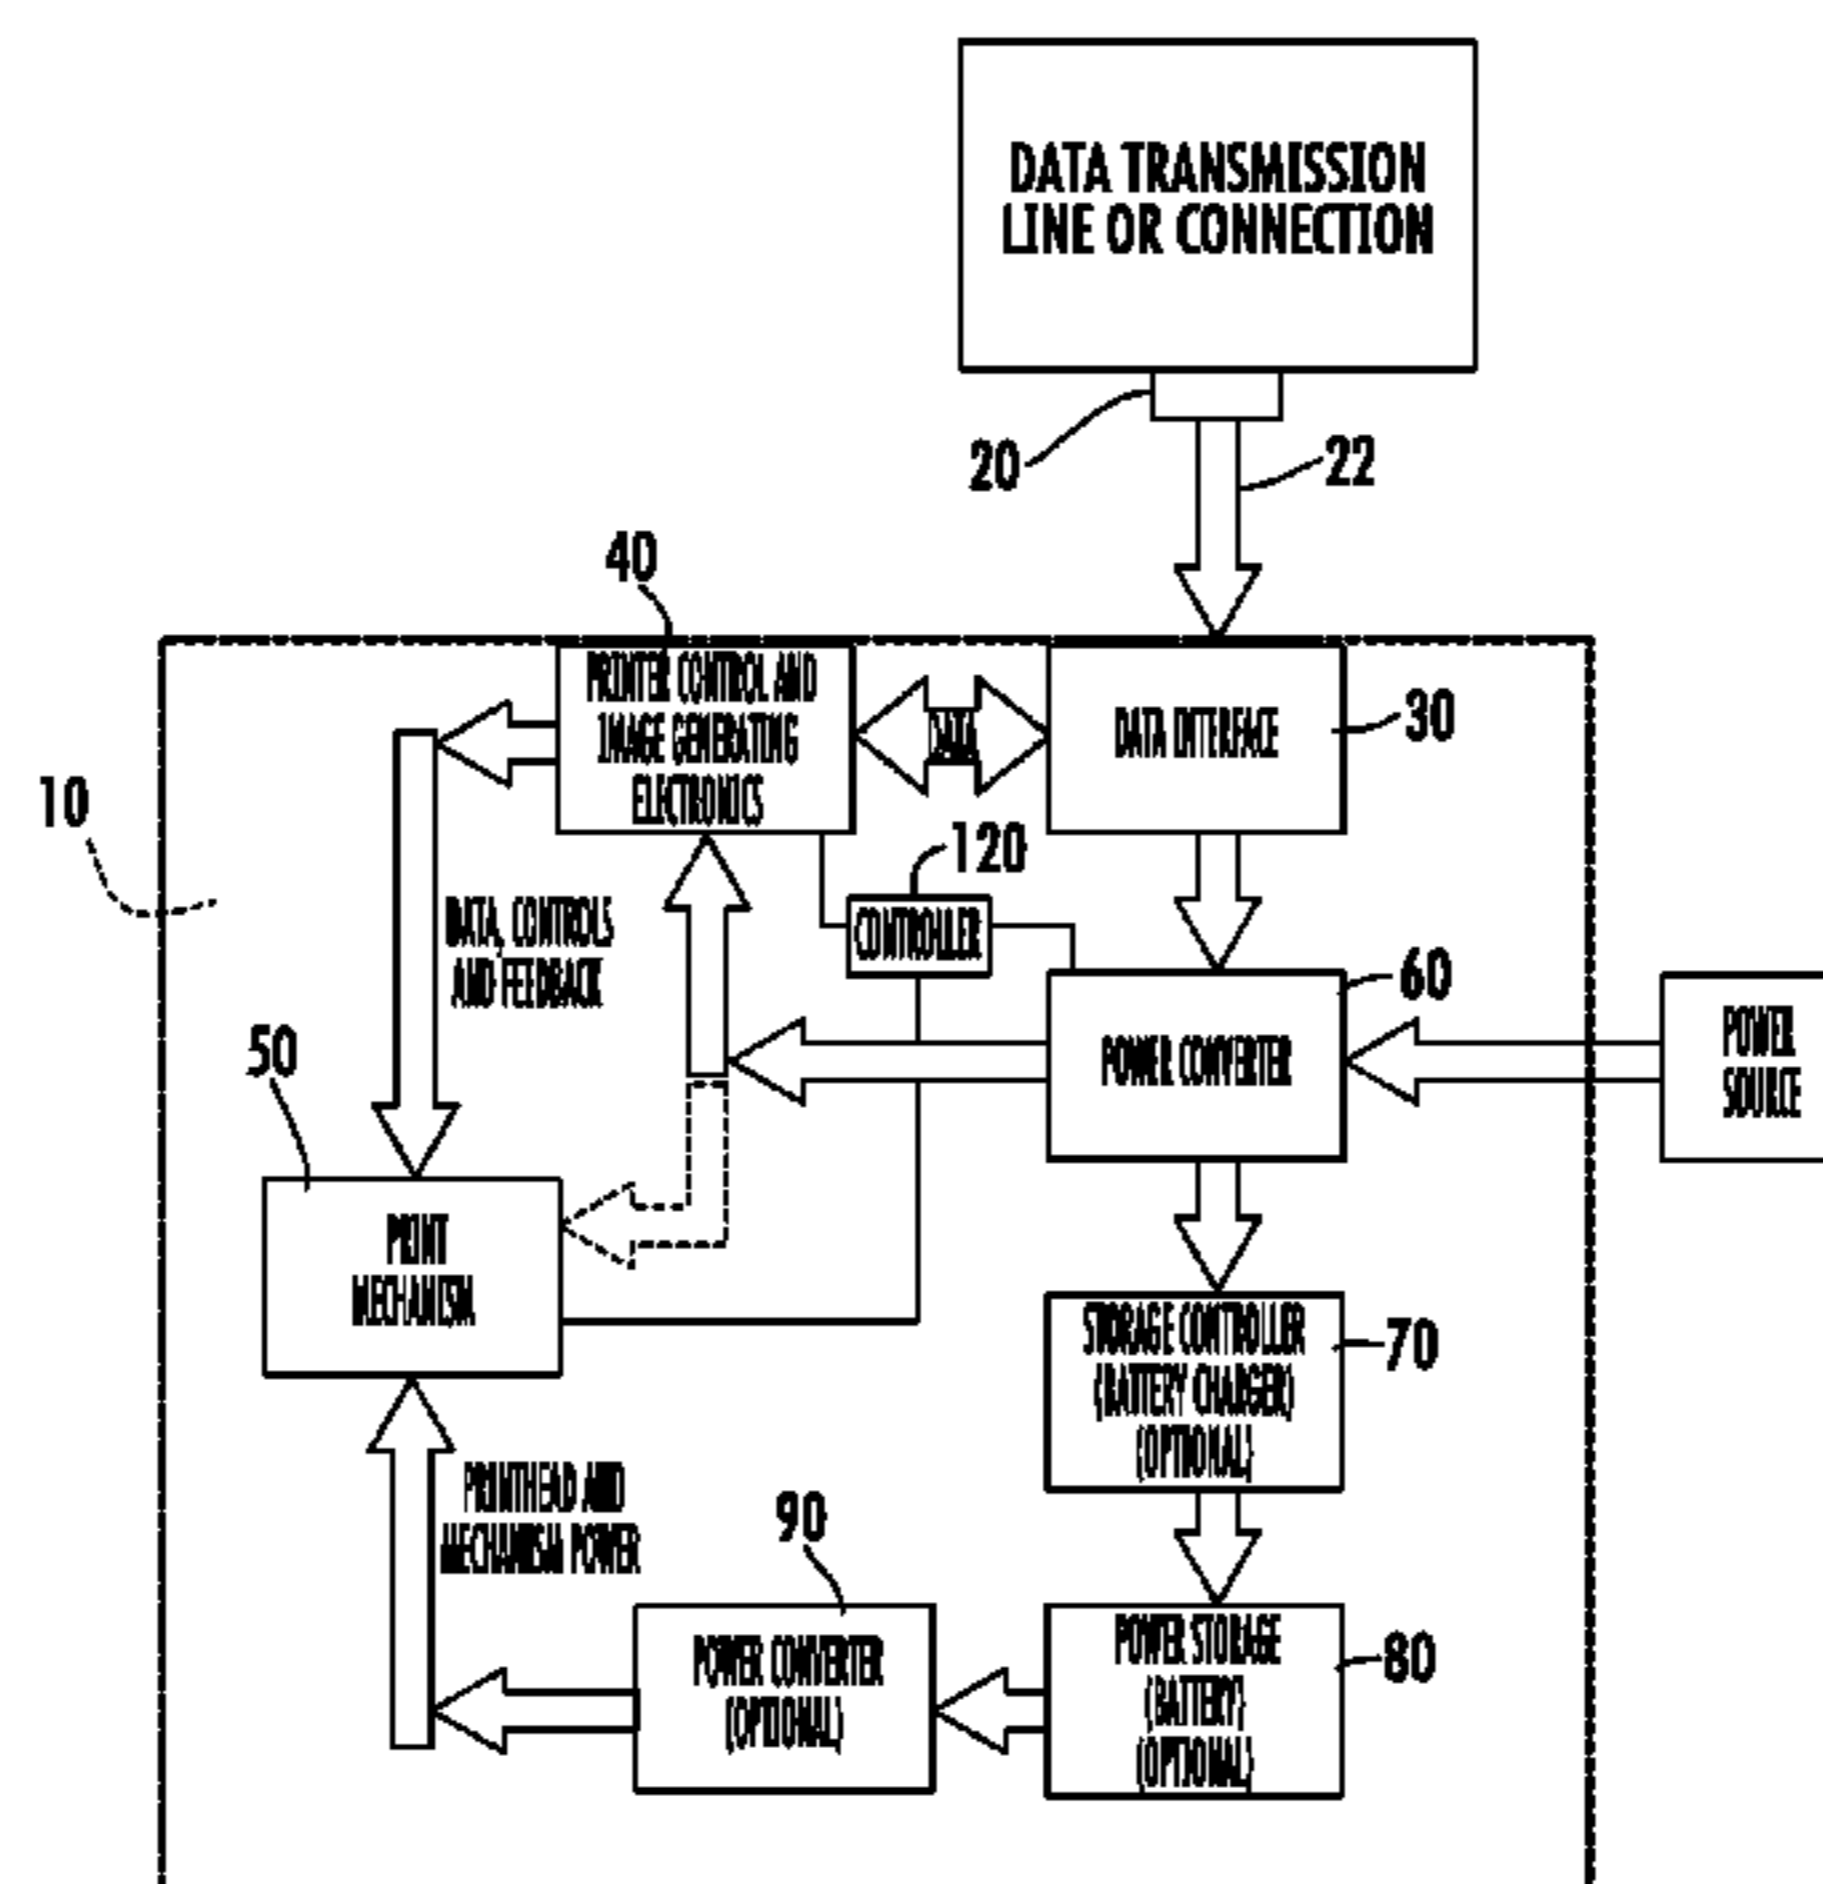 DATA TRANSMISSION
LINE OR CONNECTION
20
22
40
PRINTER CONTROL AND
IMAGE GENERATING
ELECTRONICS
DATA
DATA INTERFACE
30
10
120
CONTROLLER
DATA, CONTROLS
AND FEEDBACK
60
POWER CONVERTER
POWER
SOURCE
50
PRINT
MECHANISM
STORAGE CONTROLLER
(BATTERY CHARGER)
(OPTIONAL)
70
PRINTHEAD AND
MECHANISM POWER
90
POWER CONVERTER
(OPTIONAL)
POWER STORAGE
(BATTERY)
(OPTIONAL)
80